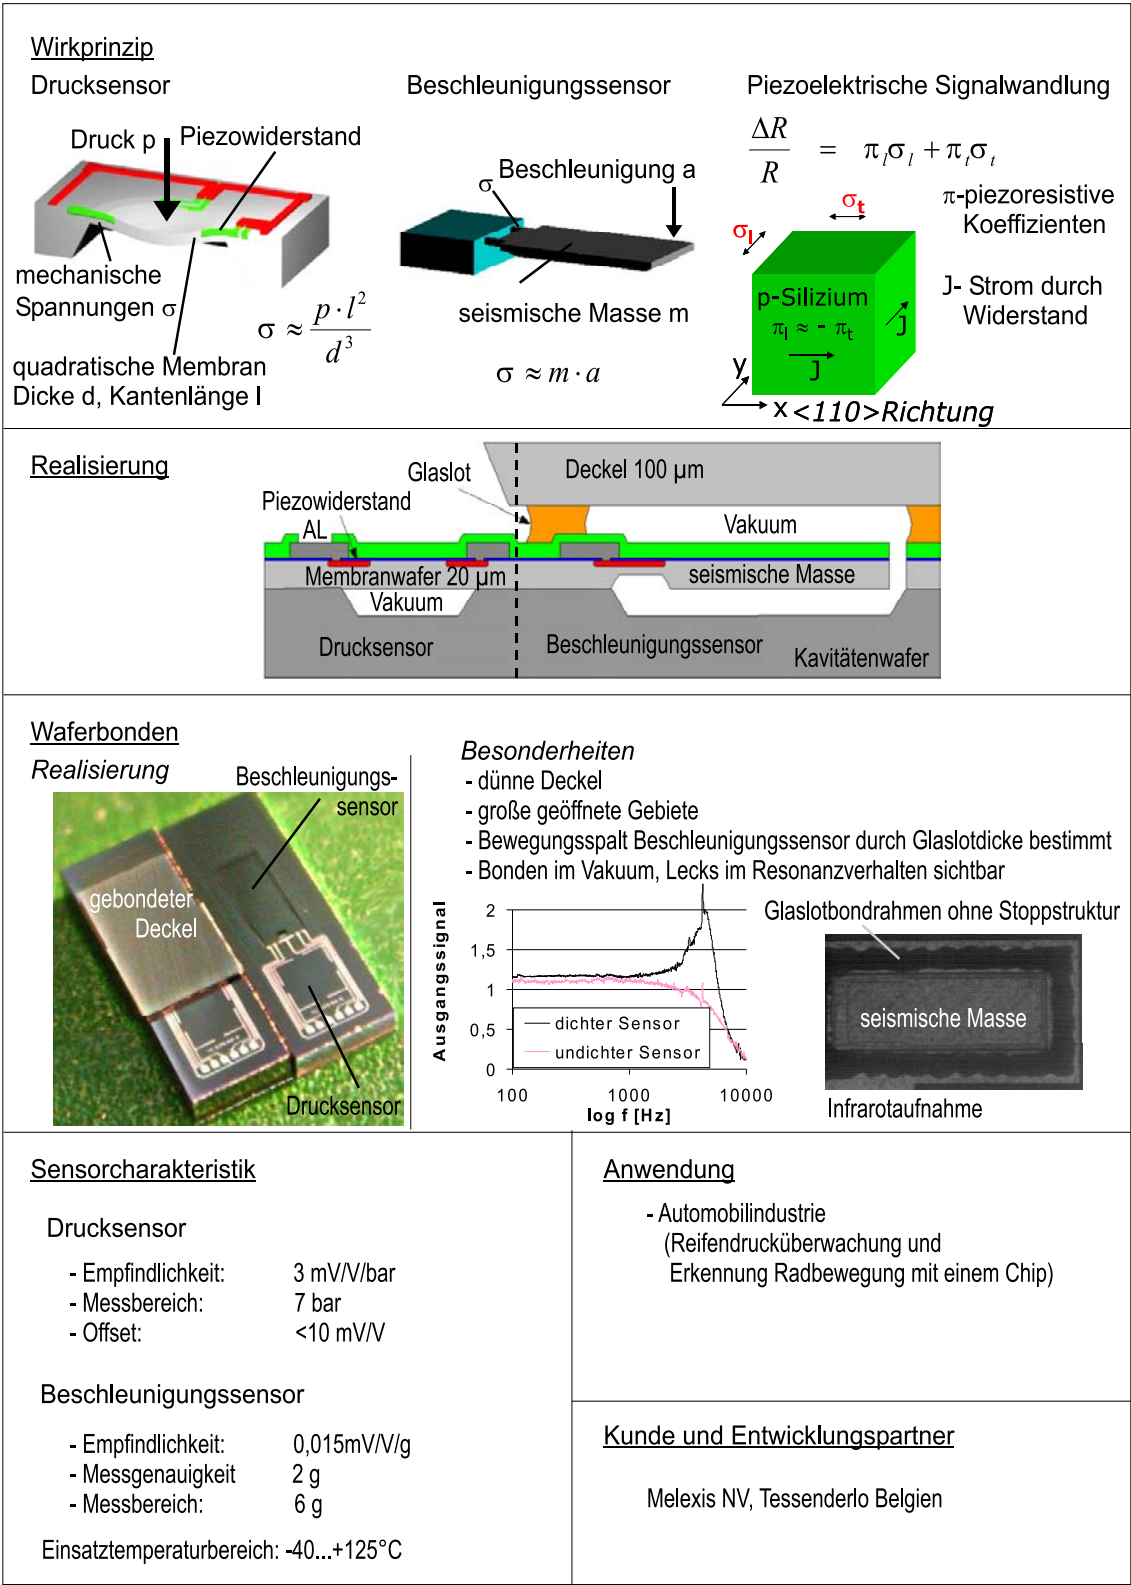 Wirkprinzip
Drucksensor
Druck p
Piezowiderstand
mechanische
Spannungen σ
σ ≈ p · l² / d³
quadratische Membran
Dicke d, Kantenlänge l
Beschleunigungssensor
Beschleunigung a
σ
seismische Masse m
σ ≈ m · a
Piezoelektrische Signalwandlung
ΔR / R = π_l σ_l + π_t σ_t
π-piezoresistive
Koeffizienten
σt
σl
p-Silizium
πl ≈ - πt
J
J
J- Strom durch
Widerstand
y
x <110>Richtung
Realisierung
Glaslot
Deckel 100 µm
Piezowiderstand
AL
Vakuum
Membranwafer 20 µm
seismische Masse
Vakuum
Drucksensor
Beschleunigungssensor
Kavitätenwafer
Waferbonden
Realisierung
Beschleunigungs-
sensor
gebondeter
Deckel
Drucksensor
Besonderheiten
- dünne Deckel
- große geöffnete Gebiete
- Bewegungsspalt Beschleunigungssensor durch Glaslotdicke bestimmt
- Bonden im Vakuum, Lecks im Resonanzverhalten sichtbar
Ausgangssignal
2
1,5
1
0,5
0
dichter Sensor
undichter Sensor
100 1000 10000
log f [Hz]
Glaslotbondrahmen ohne Stoppstruktur
seismische Masse
Infrarotaufnahme
Sensorcharakteristik
Drucksensor
- Empfindlichkeit: 3 mV/V/bar
- Messbereich: 7 bar
- Offset: <10 mV/V
Beschleunigungssensor
- Empfindlichkeit: 0,015mV/V/g
- Messgenauigkeit 2 g
- Messbereich: 6 g
Einsatztemperaturbereich: -40...+125°C
Anwendung
- Automobilindustrie
(Reifendrucküberwachung und
Erkennung Radbewegung mit einem Chip)
Kunde und Entwicklungspartner
Melexis NV, Tessenderlo Belgien